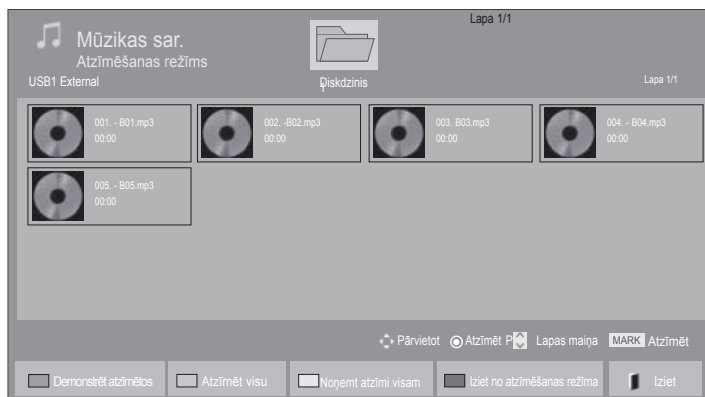 Lapa 1/1
Mūzikas sar.
Atzīmēšanas režīms
USB1 External
Diskdzinis
Lapa 1/1
001. - B01.mp3
00:00
002. -B02.mp3
00:00
003. B03.mp3
00:00
004. - B04.mp3
00:00
005. - B05.mp3
00:00
Pārvietot Atzīmēt P Lapas maiņa MARK Atzīmēt
Demonstrēt atzīmētos Atzīmēt visu Noņemt atzīmi visam Iziet no atzīmēšanas režīma Iziet